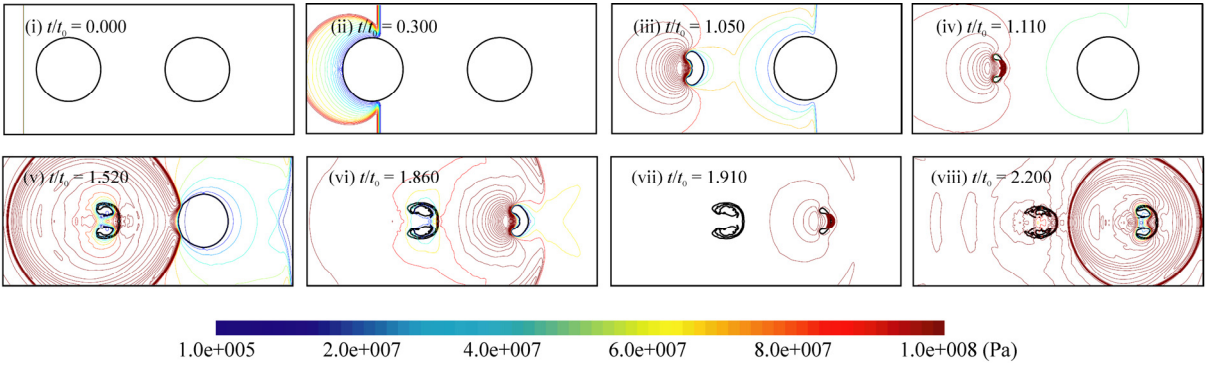 (i) t/t₀ = 0.000
(ii) t/t₀ = 0.300
(iii) t/t₀ = 1.050
(iv) t/t₀ = 1.110
(v) t/t₀ = 1.520
(vi) t/t₀ = 1.860
(vii) t/t₀ = 1.910
(viii) t/t₀ = 2.200
1.0e+005 2.0e+007 4.0e+007 6.0e+007 8.0e+007 1.0e+008 (Pa)